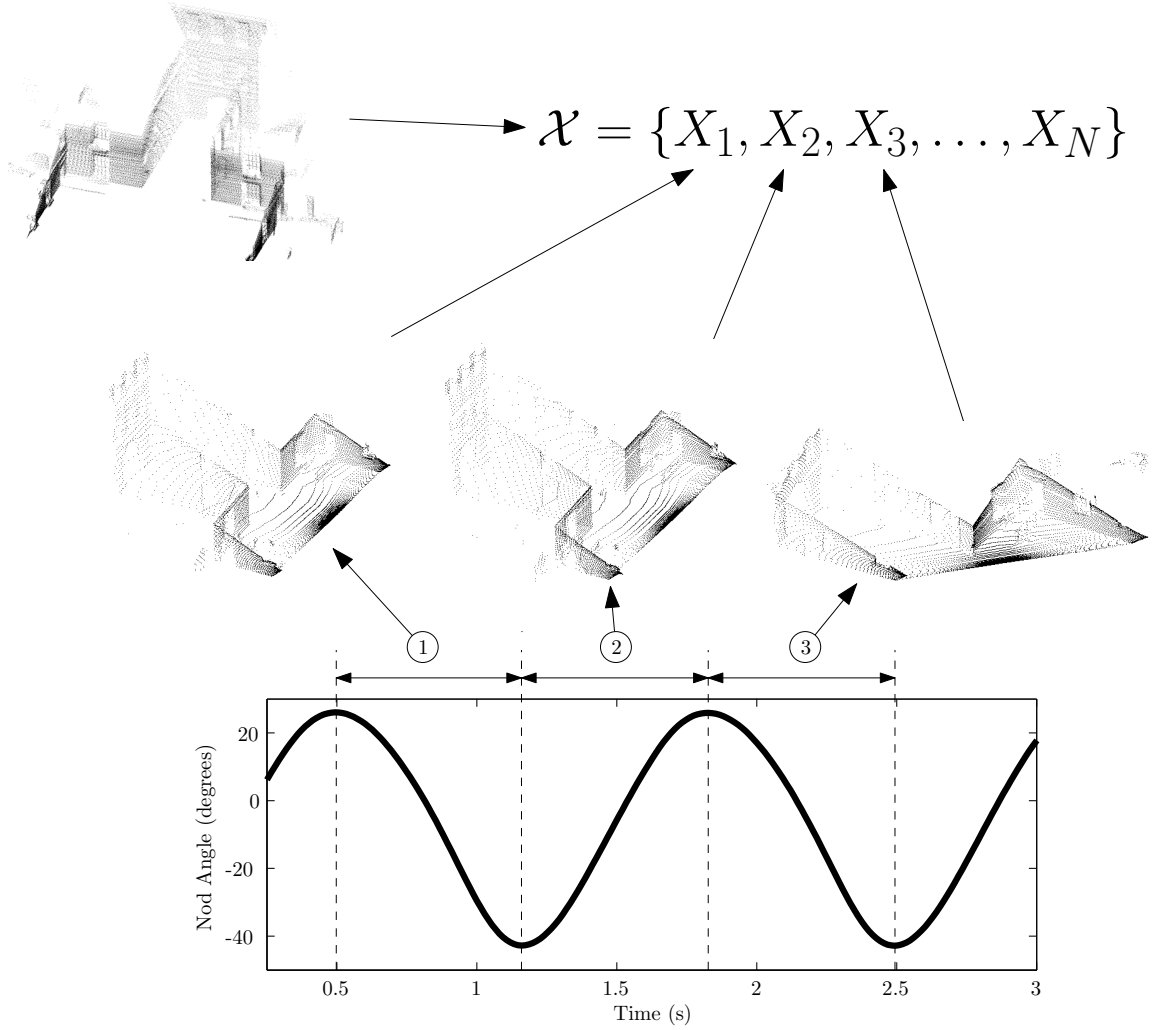 𝒳 = {X₁, X₂, X₃, . . . , X_N}
1 2 3
Nod Angle (degrees)
20
0
-20
-40
0.5 1 1.5 2 2.5 3
Time (s)